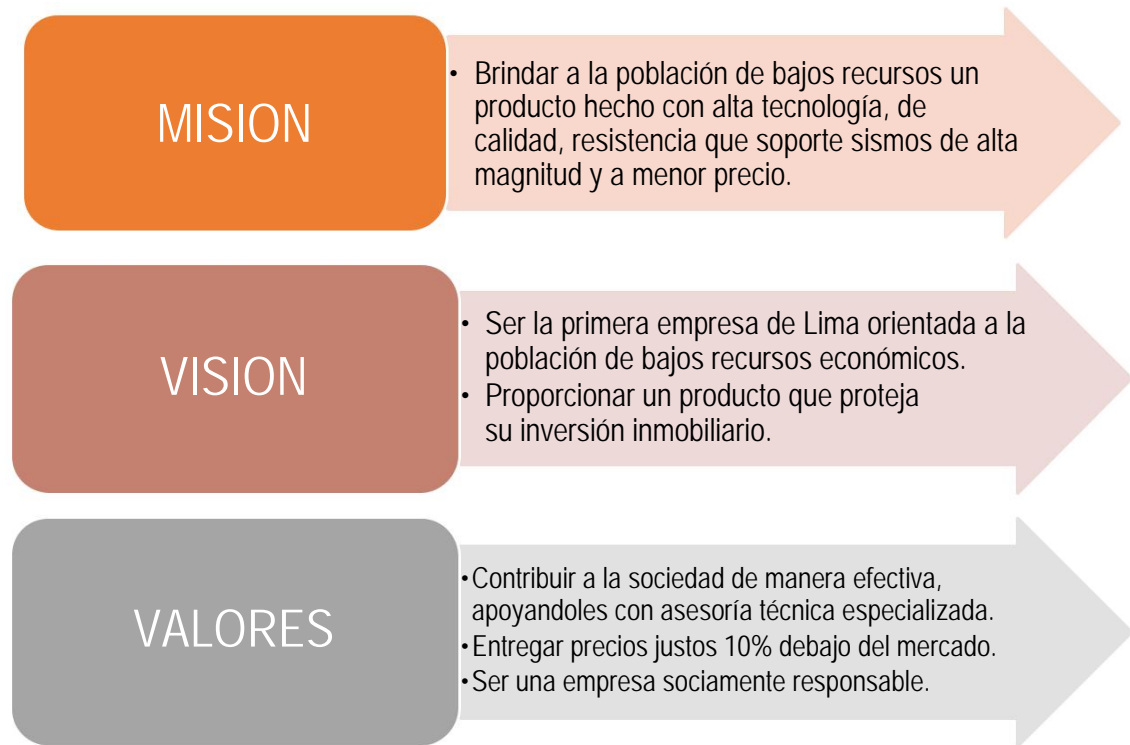 MISION
• Brindar a la población de bajos recursos un
producto hecho con alta tecnología, de
calidad, resistencia que soporte sismos de alta
magnitud y a menor precio.
VISION
• Ser la primera empresa de Lima orientada a la
población de bajos recursos económicos.
• Proporcionar un producto que proteja
su inversión inmobiliario.
VALORES
•Contribuir a la sociedad de manera efectiva,
apoyandoles con asesoría técnica especializada.
•Entregar precios justos 10% debajo del mercado.
•Ser una empresa sociamente responsable.